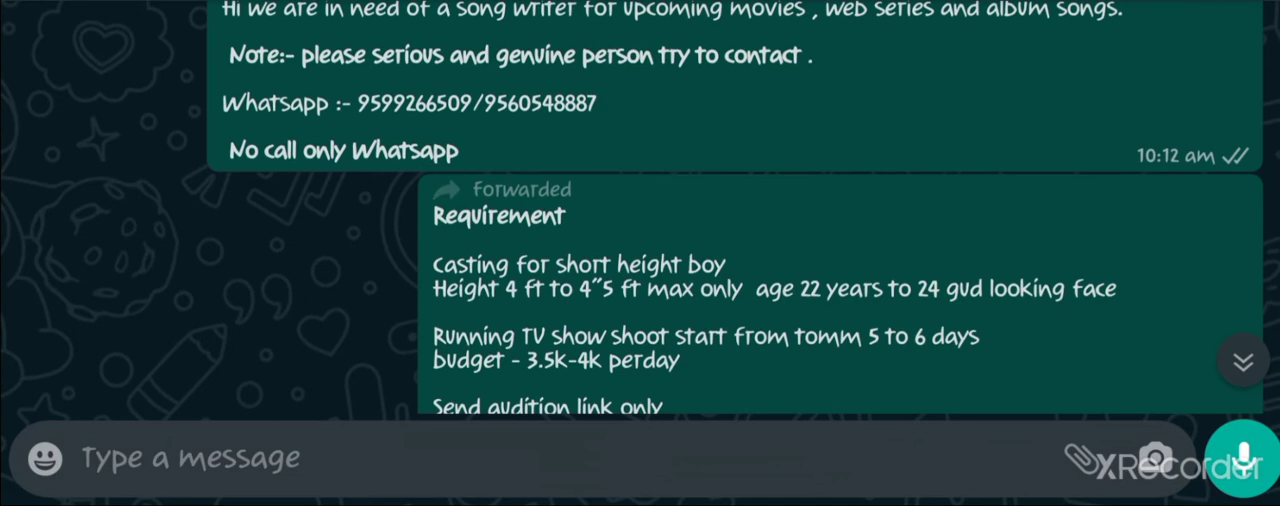 Hi we are in need of a song writer for upcoming movies , web series and album songs.
Note:- please serious and genuine person try to contact .
Whatsapp :- 9599266509/9560548887
No call only Whatsapp
10:12 am
Forwarded
Requirement
Casting for short height boy
Height 4 ft to 4"5 ft max only age 22 years to 24 gud looking face
Running TV show shoot start from tomm 5 to 6 days
budget - 3.5k-4k perday
Send audition link only
Type a message
XRecorder